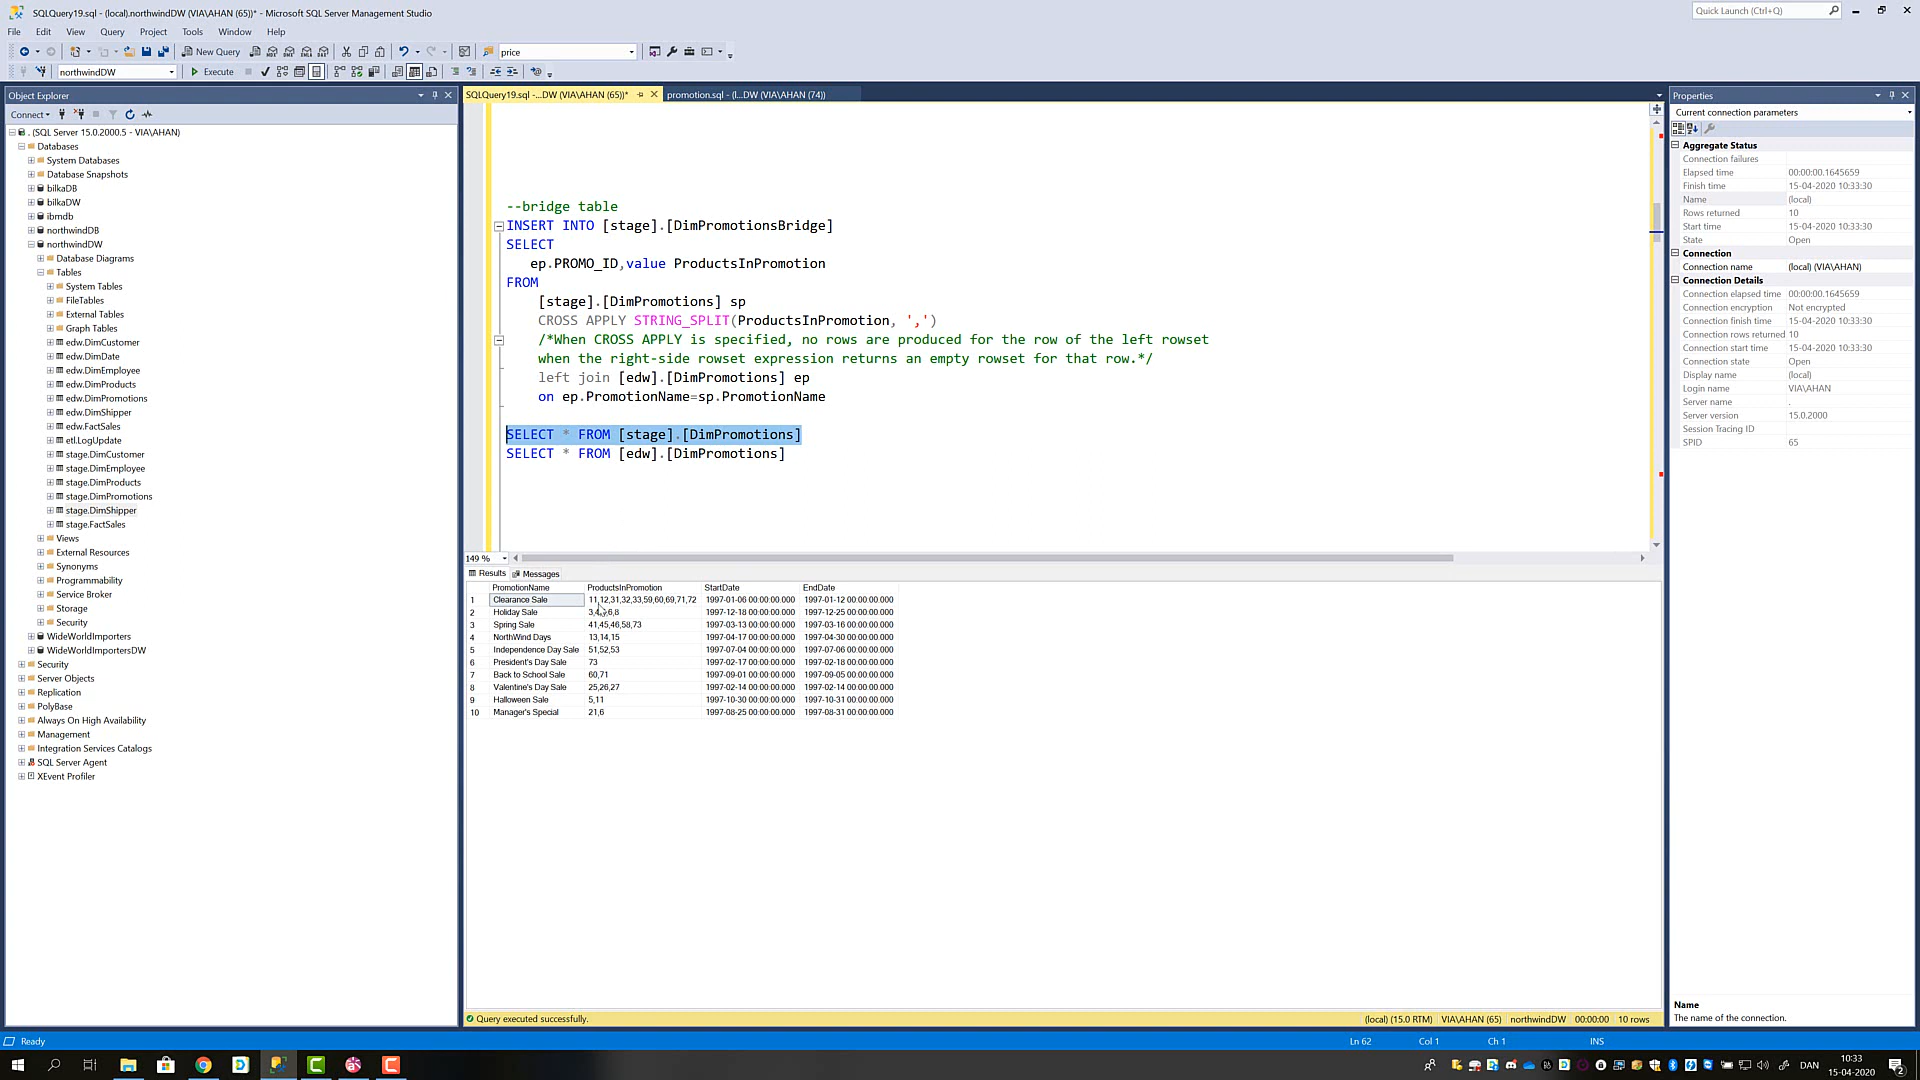 SQLQuery19.sql - (local).northwindDW (VIA\AHAN (65))* - Microsoft SQL Server Management Studio
Quick Launch (Ctrl+Q)
File Edit View Query Project Tools Window Help
New Query
price
northwindDW
Execute
Object Explorer
Connect
. (SQL Server 15.0.2000.5 - VIA\AHAN)
Databases
System Databases
Database Snapshots
bilkaDB
bilkaDW
ibmdb
northwindDB
northwindDW
Database Diagrams
Tables
System Tables
FileTables
External Tables
Graph Tables
edw.DimCustomer
edw.DimDate
edw.DimEmployee
edw.DimProducts
edw.DimPromotions
edw.DimShipper
edw.FactSales
etl.LogUpdate
stage.DimCustomer
stage.DimEmployee
stage.DimProducts
stage.DimPromotions
stage.DimShipper
stage.FactSales
Views
External Resources
Synonyms
Programmability
Service Broker
Storage
Security
WideWorldImporters
WideWorldImportersDW
Security
Server Objects
Replication
PolyBase
Always On High Availability
Management
Integration Services Catalogs
SQL Server Agent
XEvent Profiler
SQLQuery19.sql -...DW (VIA\AHAN (65))*
promotion.sql - (l...DW (VIA\AHAN (74))
--bridge table
INSERT INTO [stage].[DimPromotionsBridge]
SELECT
ep.PROMO_ID,value ProductsInPromotion
FROM
[stage].[DimPromotions] sp
CROSS APPLY STRING_SPLIT(ProductsInPromotion, ',')
/*When CROSS APPLY is specified, no rows are produced for the row of the left rowset
when the right-side rowset expression returns an empty rowset for that row.*/
left join [edw].[DimPromotions] ep
on ep.PromotionName=sp.PromotionName
SELECT * FROM [stage].[DimPromotions]
SELECT * FROM [edw].[DimPromotions]
149 %
Results Messages
PromotionName ProductsInPromotion StartDate EndDate
1 Clearance Sale 11,12,31,32,33,59,60,69,71,72 1997-01-06 00:00:00.000 1997-01-12 00:00:00.000
2 Holiday Sale 1997-12-18 00:00:00.000 1997-12-25 00:00:00.000
3 Spring Sale 41,45,46,58,73 1997-03-13 00:00:00.000 1997-03-16 00:00:00.000
4 NorthWind Days 13,14,15 1997-04-17 00:00:00.000 1997-04-30 00:00:00.000
5 Independence Day Sale 51,52,53 1997-07-04 00:00:00.000 1997-07-06 00:00:00.000
6 President's Day Sale 73 1997-02-17 00:00:00.000 1997-02-18 00:00:00.000
7 Back to School Sale 60,71 1997-09-01 00:00:00.000 1997-09-05 00:00:00.000
8 Valentine's Day Sale 25,26,27 1997-02-14 00:00:00.000 1997-02-14 00:00:00.000
9 Halloween Sale 5,11 1997-10-30 00:00:00.000 1997-10-31 00:00:00.000
10 Manager's Special 21,6 1997-08-25 00:00:00.000 1997-08-31 00:00:00.000
Query executed successfully.
(local) (15.0 RTM) VIA\AHAN (65) northwindDW 00:00:00 10 rows
Properties
Current connection parameters
Aggregate Status
Connection failures
Elapsed time 00:00:00.1645659
Finish time 15-04-2020 10:33:30
Name (local)
Rows returned 10
Start time 15-04-2020 10:33:30
State Open
Connection
Connection name (local) (VIA\AHAN)
Connection Details
Connection elapsed time 00:00:00.1645659
Connection encryption Not encrypted
Connection finish time 15-04-2020 10:33:30
Connection rows returned 10
Connection start time 15-04-2020 10:33:30
Connection state Open
Display name (local)
Login name VIA\AHAN
Server name .
Server version 15.0.2000
Session Tracing ID
SPID 65
Name
The name of the connection.
Ready
Ln 62 Col 1 Ch 1 INS
DAN
10:33
15-04-2020